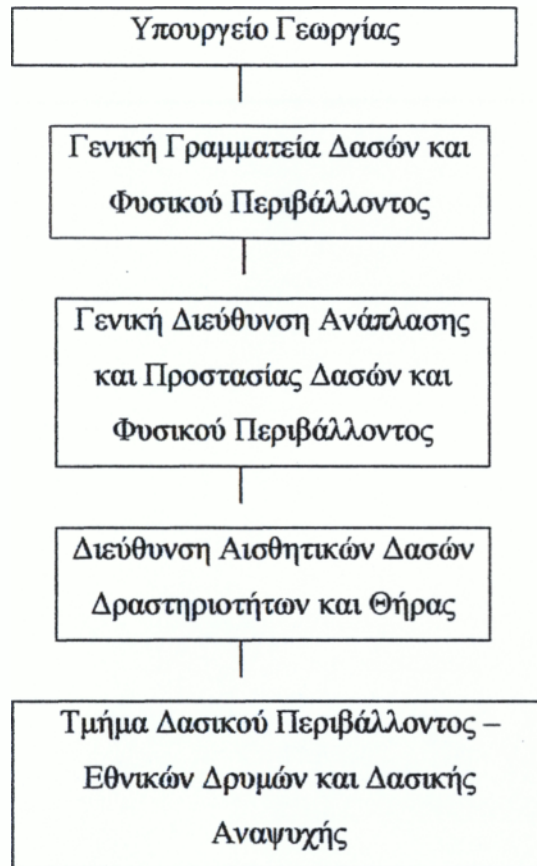 Υπουργείο Γεωργίας
Γενική Γραμματεία Δασών και
Φυσικού Περιβάλλοντος
Γενική Διεύθυνση Ανάπλασης
και Προστασίας Δασών και
Φυσικού Περιβάλλοντος
Διεύθυνση Αισθητικών Δασών
Δραστηριοτήτων και Θήρας
Τμήμα Δασικού Περιβάλλοντος –
Εθνικών Δρυμών και Δασικής
Αναψυχής